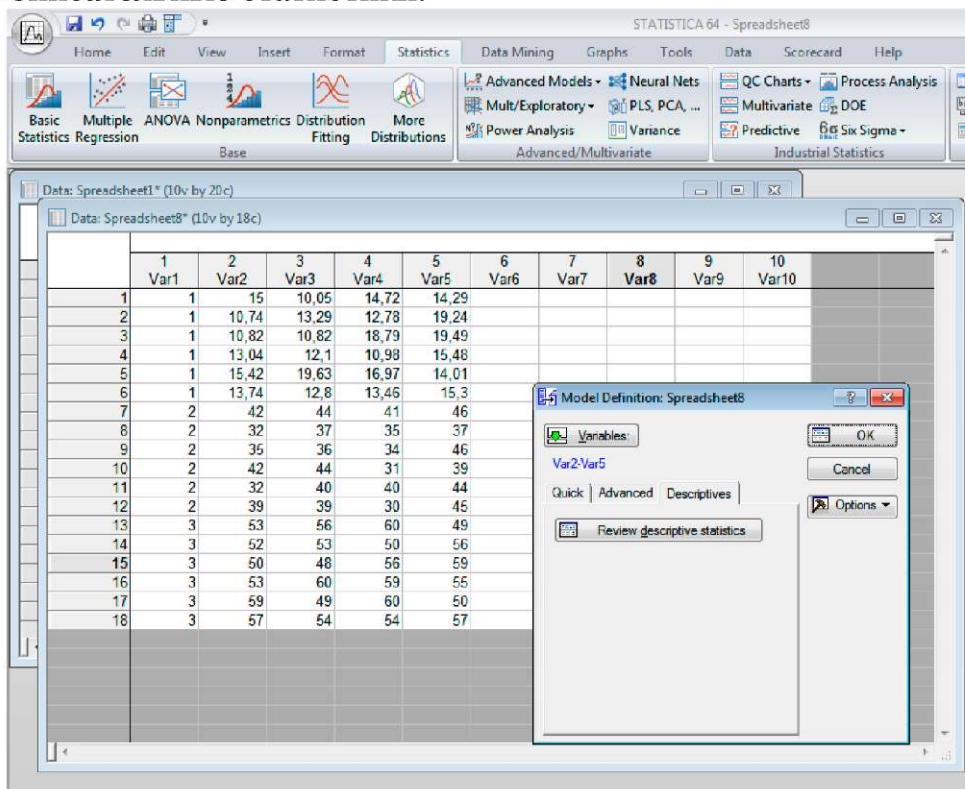 STATISTICA 64 - Spreadsheet8
Home Edit View Insert Format Statistics Data Mining Graphs Tools Data Scorecard Help
Basic Statistics
Multiple Regression
ANOVA
Nonparametrics
Distribution Fitting
More Distributions
Base
Advanced Models
Mult/Exploratory
Power Analysis
Neural Nets
PLS, PCA, ...
Variance
Advanced/Multivariate
QC Charts
Multivariate
Predictive
Process Analysis
DOE
Six Sigma
Industrial Statistics
Data: Spreadsheet1* (10v by 20c)
Data: Spreadsheet8* (10v by 18c)
1 2 3 4 5 6 7 8 9 10
Var1 Var2 Var3 Var4 Var5 Var6 Var7 Var8 Var9 Var10
1 1 15 10,05 14,72 14,29
2 1 10,74 13,29 12,78 19,24
3 1 10,82 10,82 18,79 19,49
4 1 13,04 12,1 10,98 15,48
5 1 15,42 19,63 16,97 14,01
6 1 13,74 12,8 13,46 15,3
7 2 42 44 41 46
8 2 32 37 35 37
9 2 35 36 34 46
10 2 42 44 31 39
11 2 32 40 40 44
12 2 39 39 30 45
13 3 53 56 60 49
14 3 52 53 50 56
15 3 50 48 56 59
16 3 53 60 59 55
17 3 59 49 60 50
18 3 57 54 54 57
Model Definition: Spreadsheet8
Variables:
Var2-Var5
Quick Advanced Descriptives
Review descriptive statistics
OK
Cancel
Options